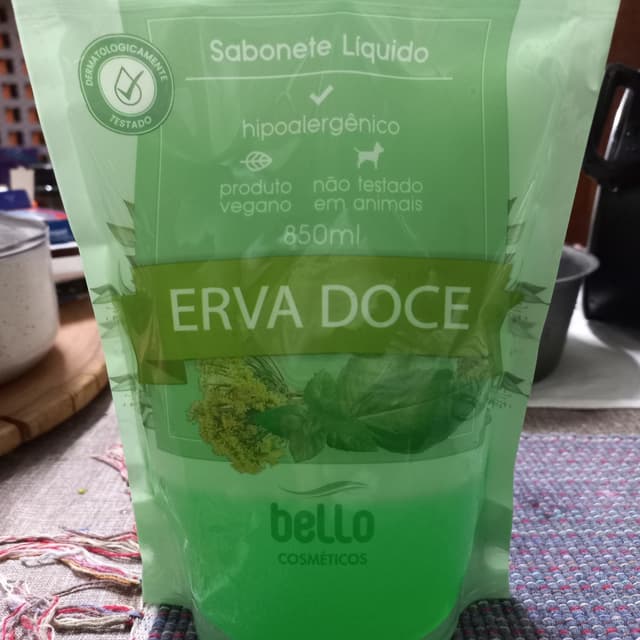 DERMATOLOGICAMENTE
TESTADO
Sabonete Líquido
hipoalergênico
produto vegano
não testado em animais
850ml
ERVA DOCE
bello
COSMÉTICOS